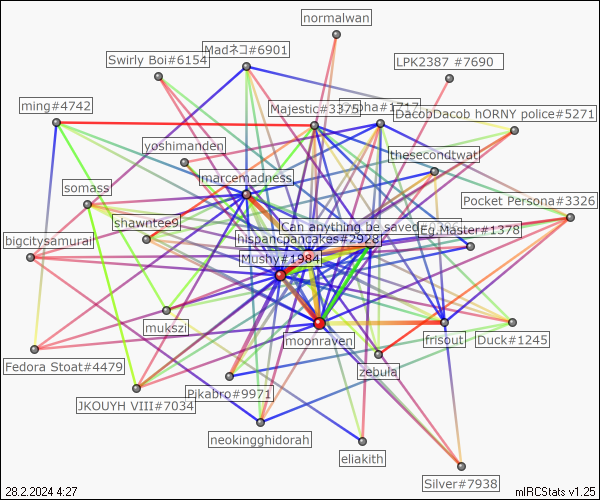 normalwan
Madネコ#6901
Swirly Boi#6154
LPK2387 #7690
ming#4742
Majestic#3375
#1717
DacobDacob hORNY police#5271
yoshimanden
thesecondtwat
marcemadness
somass
Pocket Persona#3326
shawntee9
Can anything be saved
Eg.Master#1378
bigcitysamurai
hispancpancakes#2928
Mushy#1984
mukszi
moonraven
frisout
Duck#1245
Fedora Stoat#4479
zebula
JKOUYH VIII#7034
Pikabro#9971
neokingghidorah
eliakith
Silver#7938
28.2.2024 4:27
mIRCStats v1.25